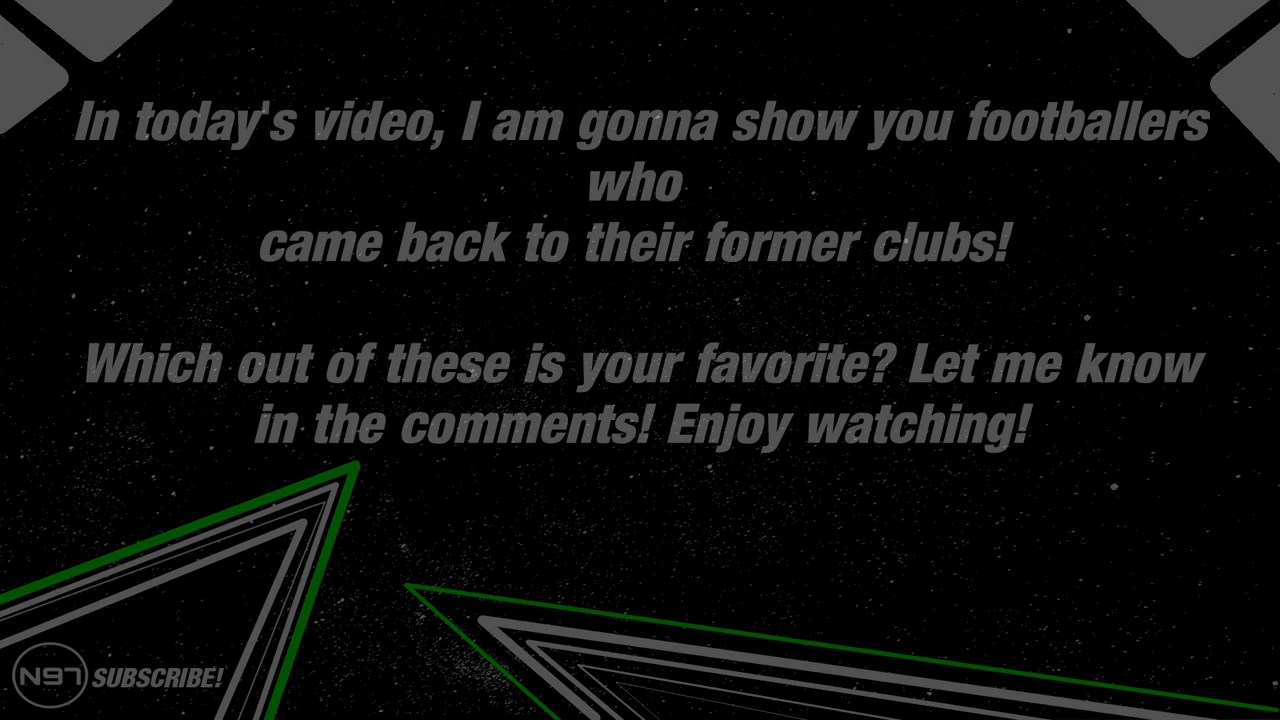 In today's video, I am gonna show you footballers
who
came back to their former clubs!
Which out of these is your favorite? Let me know
in the comments! Enjoy watching!
N97 SUBSCRIBE!